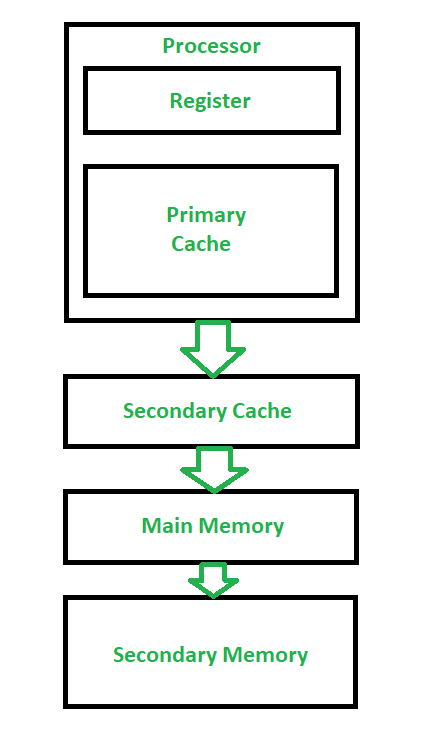 Processor
Register
Primary
Cache
Secondary Cache
Main Memory
Secondary Memory